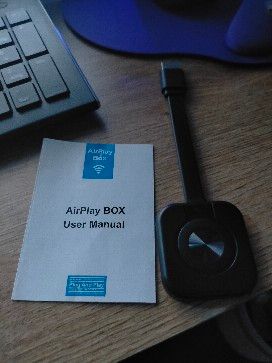 AirPlay
Box
AirPlay BOX
User Manual
Plug And Play